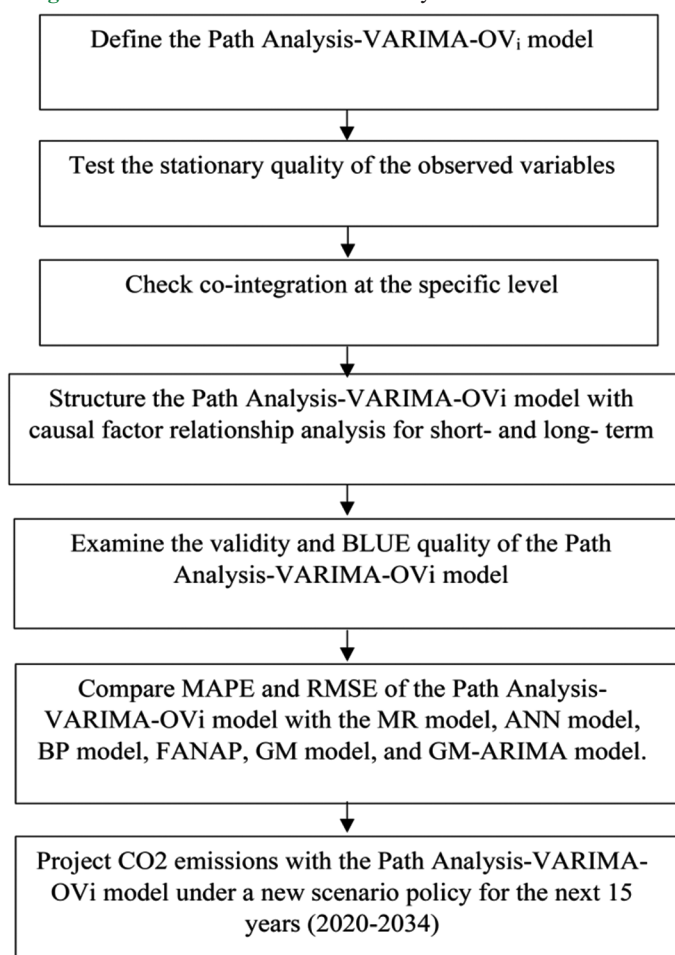 Define the Path Analysis-VARIMA-OVᵢ model
Test the stationary quality of the observed variables
Check co-integration at the specific level
Structure the Path Analysis-VARIMA-OVi model with
causal factor relationship analysis for short- and long- term
Examine the validity and BLUE quality of the Path
Analysis-VARIMA-OVi model
Compare MAPE and RMSE of the Path Analysis-
VARIMA-OVi model with the MR model, ANN model,
BP model, FANAP, GM model, and GM-ARIMA model.
Project CO2 emissions with the Path Analysis-VARIMA-
OVi model under a new scenario policy for the next 15
years (2020-2034)